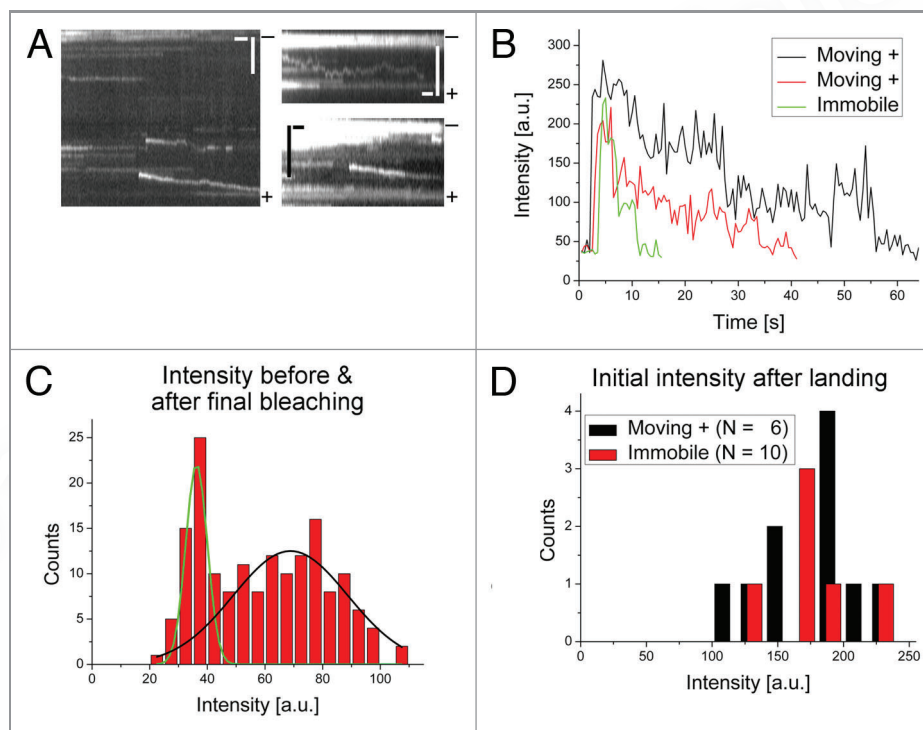 A
−
+
−
+
−
+
B
Moving +
Moving +
Immobile
Intensity [a.u.]
300
250
200
150
100
50
0
0 10 20 30 40 50 60
Time [s]
C
Intensity before &
after final bleaching
Counts
25
20
15
10
5
0
0 20 40 60 80 100
Intensity [a.u.]
D
Initial intensity after landing
Moving + (N = 6)
Immobile (N = 10)
Counts
4
3
2
1
0
0 50 100 150 200 250
Intensity [a.u.]